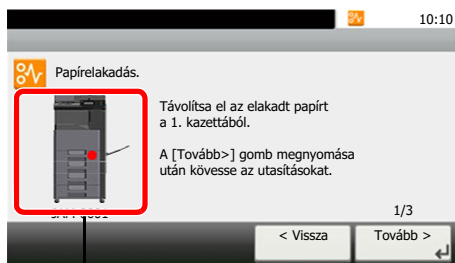 10:10
Papírelakadás.
Távolítsa el az elakadt papírt
a 1. kazettából.
A [Tovább>] gomb megnyomása
után kövesse az utasításokat.
1/3
< Vissza
Tovább >